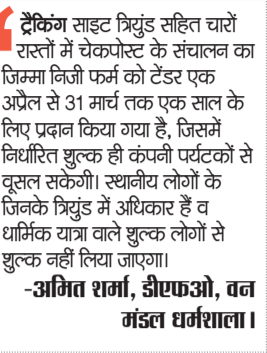 ट्रैकिंग साइट त्रियुंड सहित चारों
रास्तों में चेकपोस्ट के संचालन का
जिम्मा निजी फर्म को टेंडर एक
अप्रैल से 31 मार्च तक एक साल के
लिए प्रदान किया गया है, जिसमें
निर्धारित शुल्क ही कंपनी पर्यटकों से
वूसल सकेगी। स्थानीय लोगों के
जिनके त्रियुंड में अधिकार हैं व
धार्मिक यात्रा वाले शुल्क लोगों से
शुल्क नहीं लिया जाएगा।
-अमित शर्मा, डीएफओ, वन
मंडल धर्मशाला।